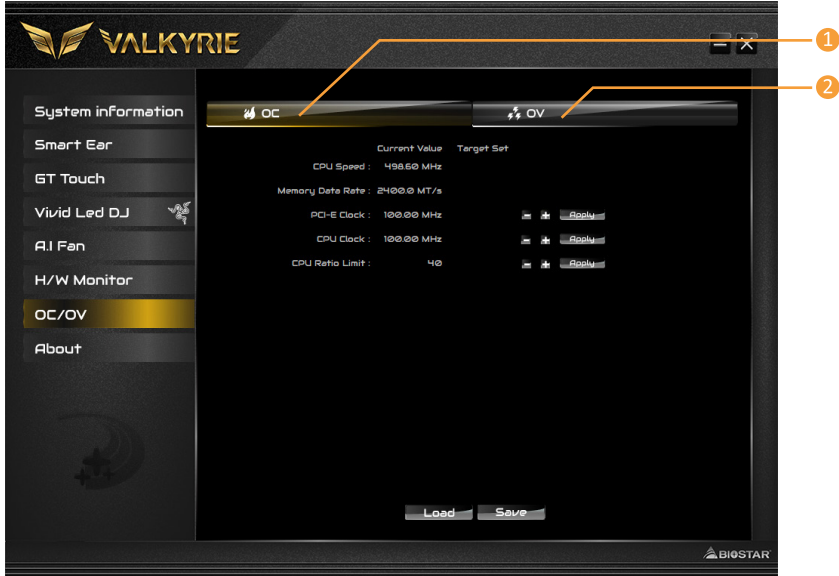 VALKYRIE
1
2
System information
Smart Ear
GT Touch
Vivid Led DJ
A.I Fan
H/W Monitor
OC/OV
About
OC
OV
Current Value Target Set
CPU Speed : 498.60 MHz
Memory Data Rate : 2400.0 MT/s
PCI-E Clock : 100.00 MHz - + Apply
CPU Clock : 100.00 MHz - + Apply
CPU Ratio Limit : 40 - + Apply
Load Save
BIOSTAR